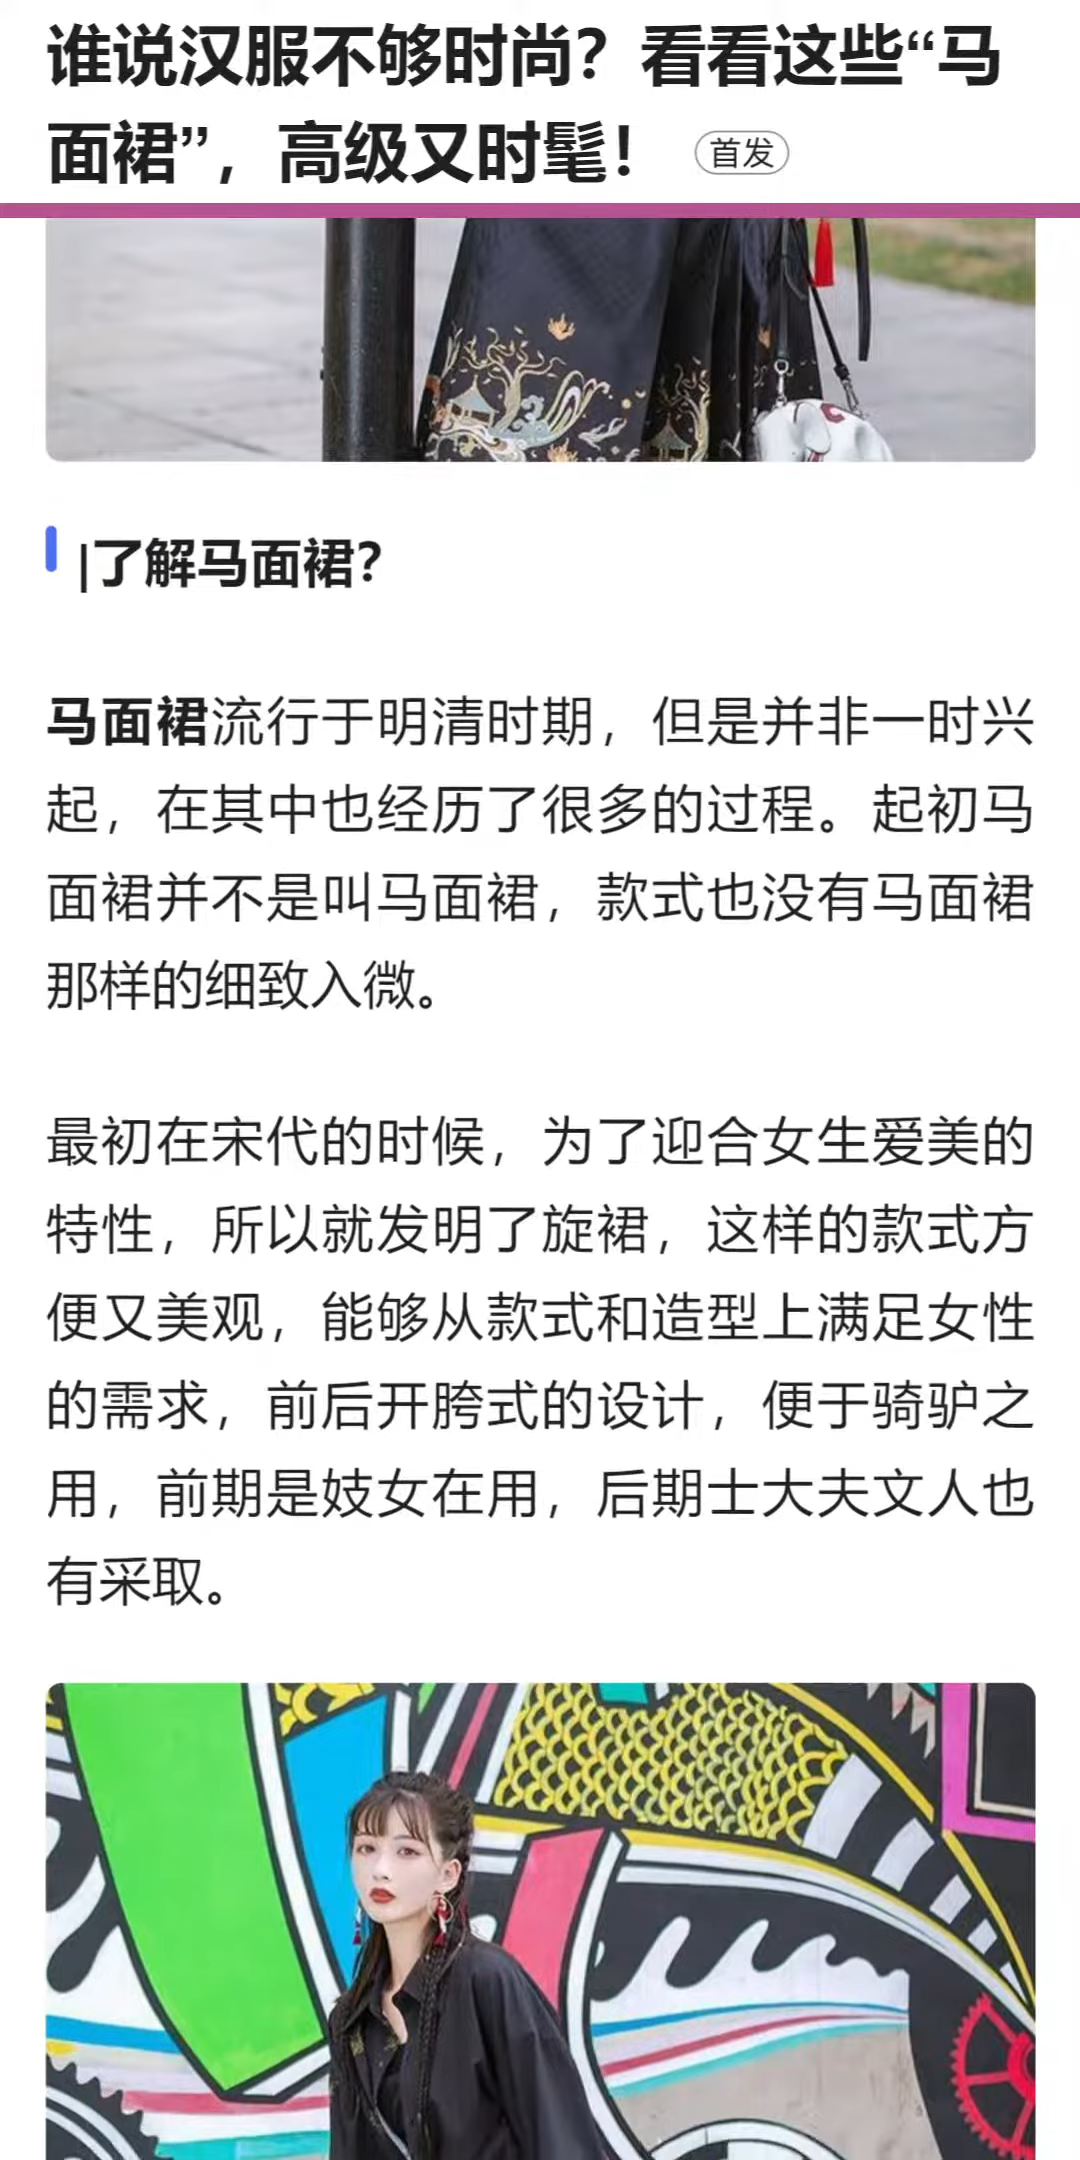 谁说汉服不够时尚？看看这些“马
面裙”，高级又时髦！ 首发
|了解马面裙？
马面裙流行于明清时期，但是并非一时兴
起，在其中也经历了很多的过程。起初马
面裙并不是叫马面裙，款式也没有马面裙
那样的细致入微。
最初在宋代的时候，为了迎合女生爱美的
特性，所以就发明了旋裙，这样的款式方
便又美观，能够从款式和造型上满足女性
的需求，前后开胯式的设计，便于骑驴之
用，前期是妓女在用，后期士大夫文人也
有采取。